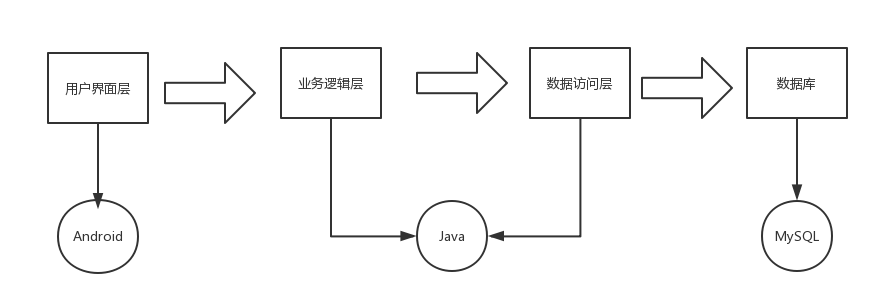 用户界面层
业务逻辑层
数据访问层
数据库
Android
Java
MySQL